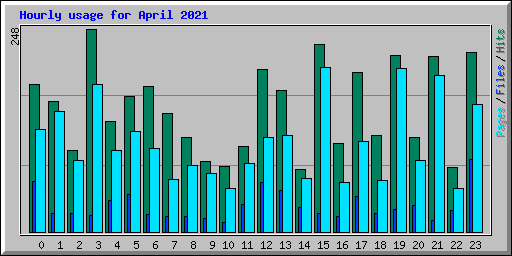 Hourly usage for April 2021
248
Pages/Files/Hits
0 1 2 3 4 5 6 7 8 9 10 11 12 13 14 15 16 17 18 19 20 21 22 23